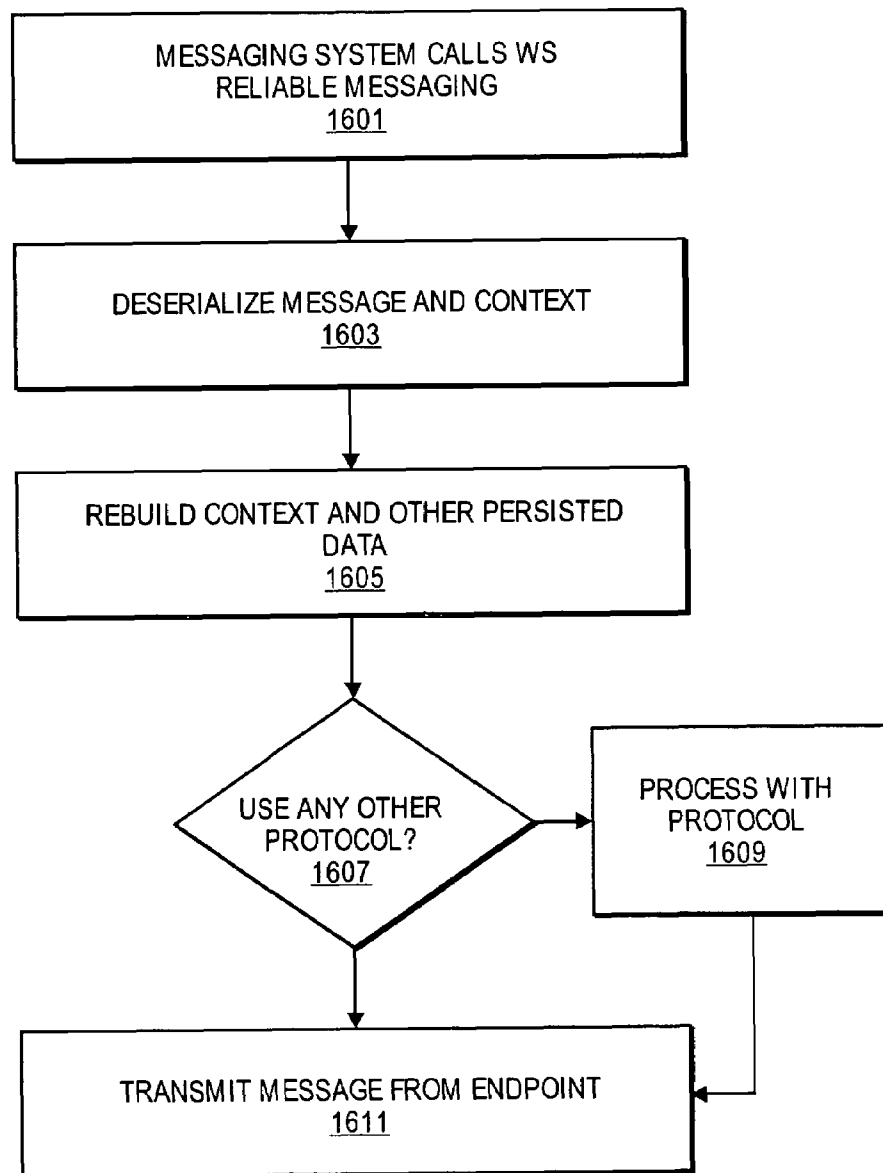 MESSAGING SYSTEM CALLS WS
RELIABLE MESSAGING
1601
DESERIALIZE MESSAGE AND CONTEXT
1603
REBUILD CONTEXT AND OTHER PERSISTED
DATA
1605
USE ANY OTHER
PROTOCOL?
1607
PROCESS WITH
PROTOCOL
1609
TRANSMIT MESSAGE FROM ENDPOINT
1611